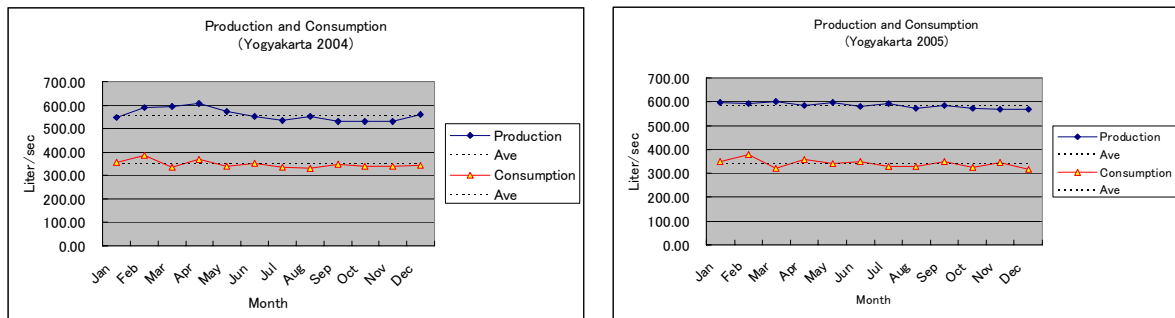 Production and Consumption
(Yogyakarta 2004)
700.00
600.00
500.00
400.00
300.00
200.00
100.00
0.00
Liter/sec
Jan
Feb
Mar
Apr
May
Jun
Jul
Aug
Sep
Oct
Nov
Dec
Month
Production
Ave
Consumption
Ave
Production and Consumption
(Yogyakarta 2005)
700.00
600.00
500.00
400.00
300.00
200.00
100.00
0.00
Liter/sec
Jan
Feb
Mar
Apr
May
Jun
Jul
Aug
Sep
Oct
Nov
Dec
Month
Production
Ave
Consumption
Ave